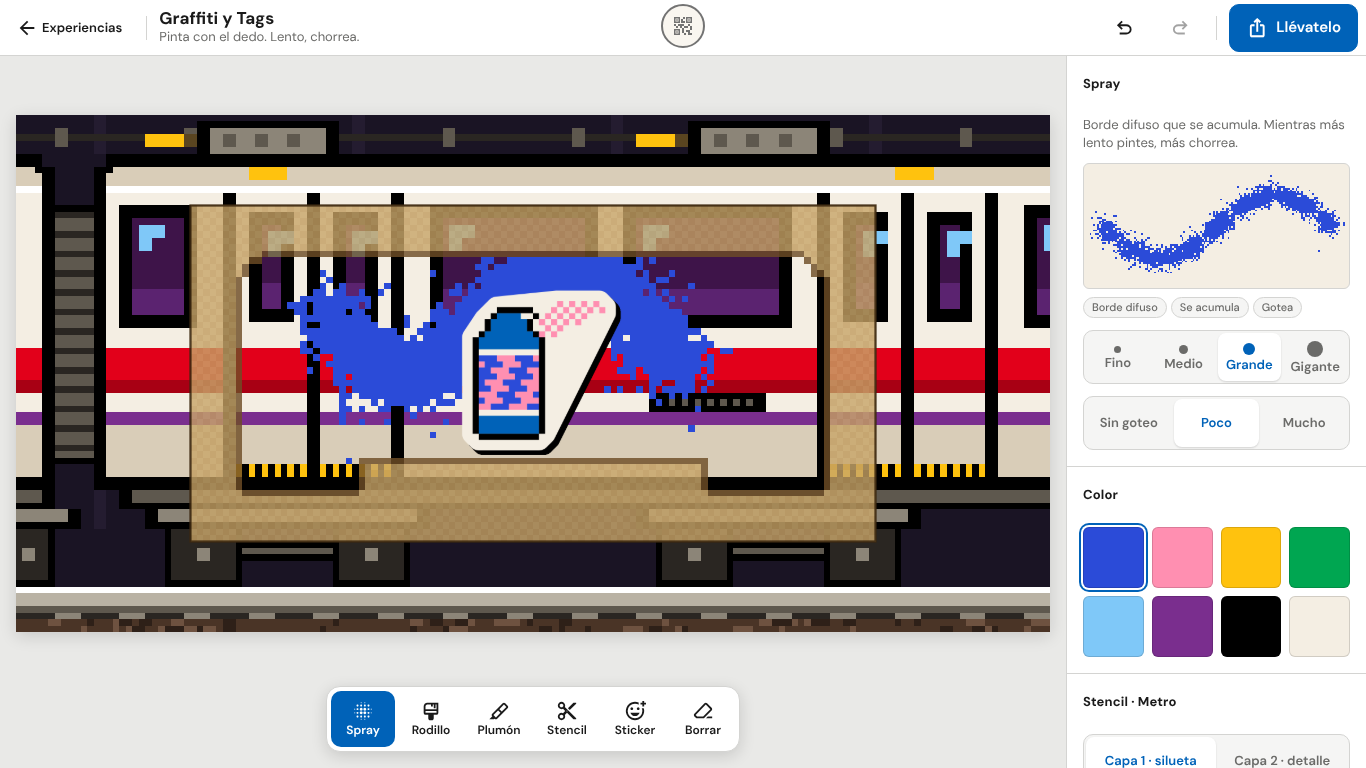 Experiencias
Graffiti y Tags
Pinta con el dedo. Lento, chorrea.
Llévatelo
Spray
Borde difuso que se acumula. Mientras más
lento pintes, más chorrea.
Borde difuso
Se acumula
Gotea
Fino
Medio
Grande
Gigante
Sin goteo
Poco
Mucho
Color
Stencil · Metro
Capa 1 · silueta
Capa 2 · detalle
Spray
Rodillo
Plumón
Stencil
Sticker
Borrar